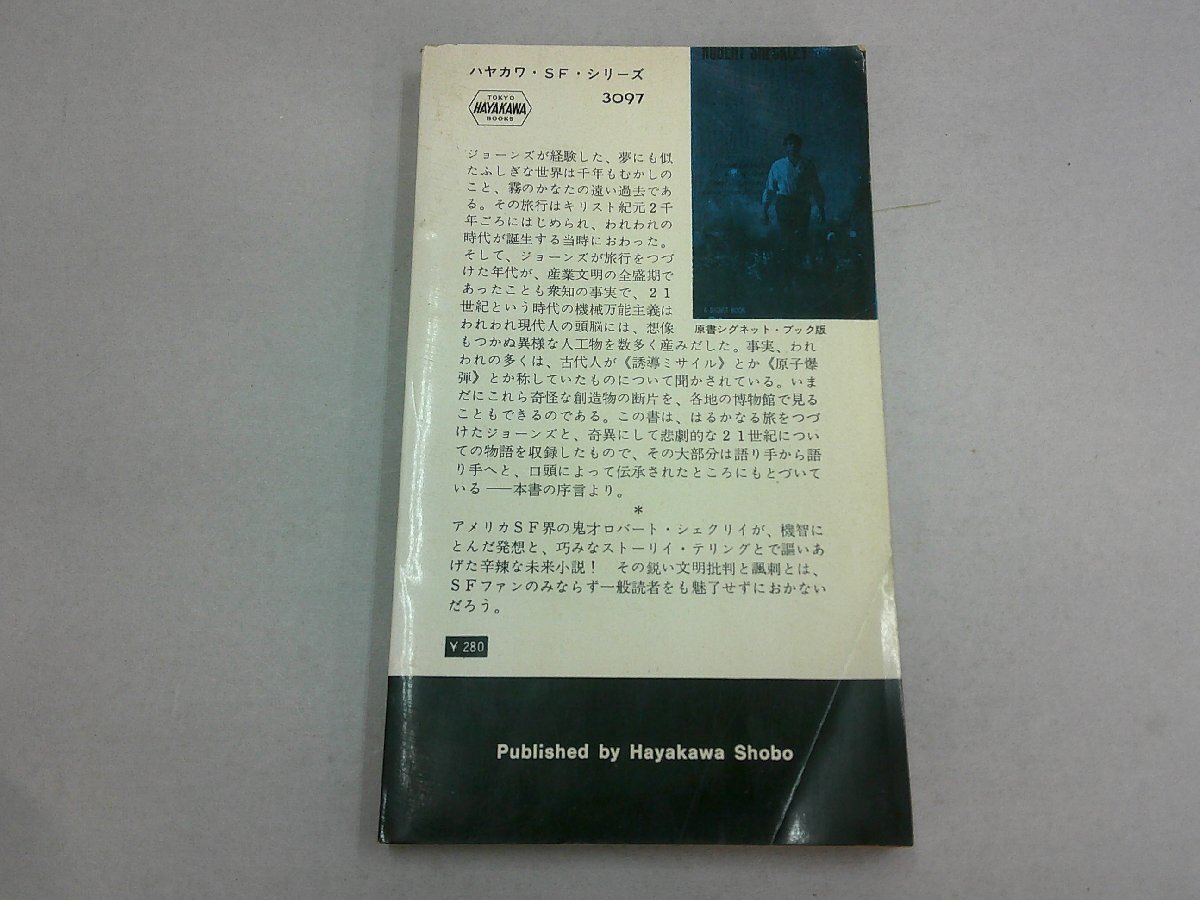 ハヤカワ・SF・シリーズ
3097
TOKYO
HAYAKAWA
BOOKS
ROBERT SHECKLEY
A SIGNET BOOK
原書シグネット・ブック版
ジョーンズが経験した、夢にも似
たふしぎな世界は千年もむかしの
こと、霧のかなたの遠い過去であ
る。その旅行はキリスト紀元2千
年ごろにはじめられ、われわれの
時代が誕生する当時におわった。
そして、ジョーンズが旅行をつづ
けた年代が、産業文明の全盛期で
あったことも衆知の事実で、21
世紀という時代の機械万能主義は
われわれ現代人の頭脳には、想像
もつかぬ異様な人工物を数多く産みだした。事実、われ
われの多くは、古代人が《誘導ミサイル》とか《原子爆
弾》とか称していたものについて聞かされている。いま
だにこれら奇怪な創造物の断片を、各地の博物館で見る
こともできるのである。この書は、はるかなる旅をつづ
けたジョーンズと、奇異にして悲劇的な21世紀につい
ての物語を収録したもので、その大部分は語り手から語
り手へと、口頭によって伝承されたところにもとづいて
いる——本書の序言より。
*
アメリカSF界の鬼才ロバート・シェクリイが、機智に
とんだ発想と、巧みなストーリイ・テリングとで謳いあ
げた辛辣な未来小説! その鋭い文明批判と諷刺とは、
SFファンのみならず一般読者をも魅了せずにおかない
だろう。
¥280
Published by Hayakawa Shobo